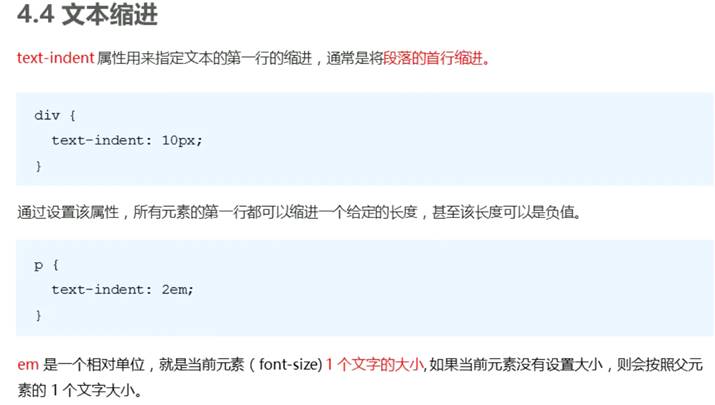 4.4 文本缩进
text-indent 属性用来指定文本的第一行的缩进，通常是将段落的首行缩进。
div {
  text-indent: 10px;
}
通过设置该属性，所有元素的第一行都可以缩进一个给定的长度，甚至该长度可以是负值。
p {
  text-indent: 2em;
}
em 是一个相对单位，就是当前元素（font-size) 1 个文字的大小, 如果当前元素没有设置大小，则会按照父元
素的 1 个文字大小。